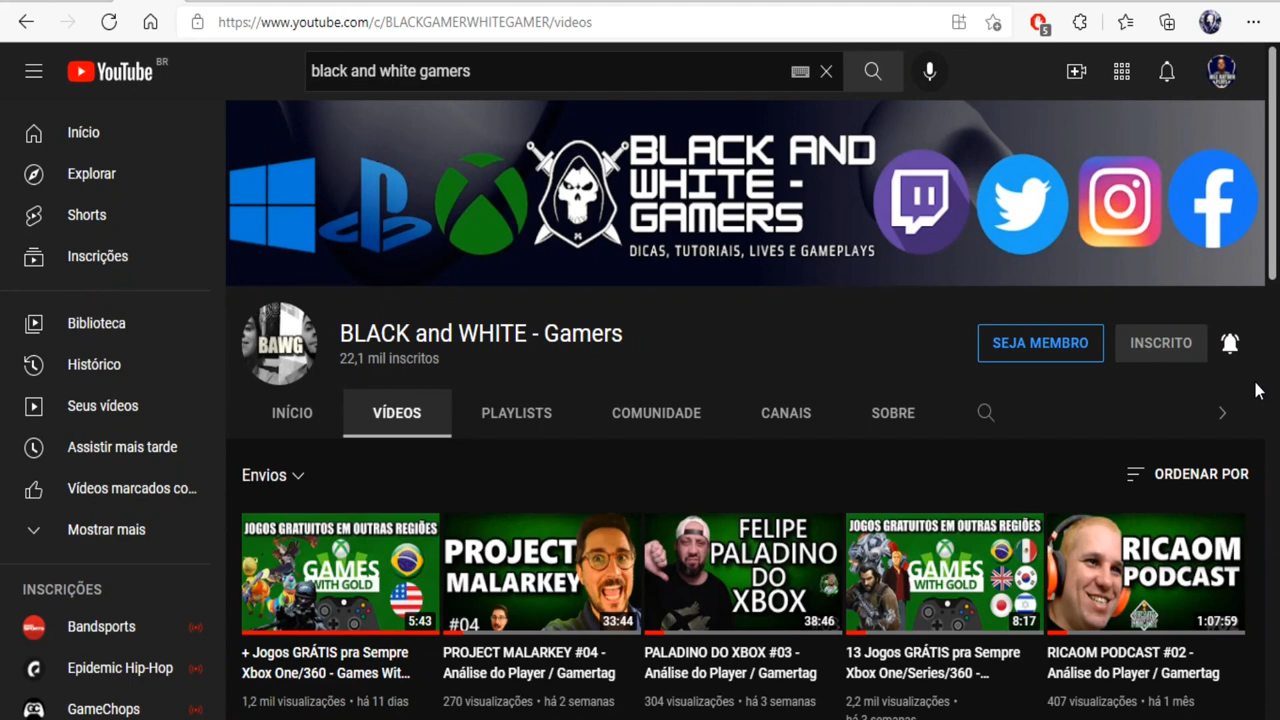 https://www.youtube.com/c/BLACKGAMERWHITEGAMER/videos
5
YouTube BR
black and white gamers
Início
Explorar
Shorts
Inscrições
Biblioteca
Histórico
Seus vídeos
Assistir mais tarde
Vídeos marcados co...
Mostrar mais
INSCRIÇÕES
Bandsports
Epidemic Hip-Hop
GameChops
BLACK AND
WHITE -
GAMERS
DICAS, TUTORIAIS, LIVES E GAMEPLAYS
BAWG
BLACK and WHITE - Gamers
22,1 mil inscritos
SEJA MEMBRO
INSCRITO
INÍCIO VÍDEOS PLAYLISTS COMUNIDADE CANAIS SOBRE
Envios
ORDENAR POR
JOGOS GRATUITOS EM OUTRAS REGIÕES
GAMES
WITH GOLD
5:43
+ Jogos GRÁTIS pra Sempre
Xbox One/360 - Games Wit...
1,2 mil visualizações • há 11 dias
PROJECT
MALARKEY
#04
33:44
PROJECT MALARKEY #04 -
Análise do Player / Gamertag
270 visualizações • há 2 semanas
FELIPE
PALADINO
DO
XBOX
38:46
PALADINO DO XBOX #03 -
Análise do Player / Gamertag
304 visualizações • há 3 semanas
JOGOS GRATUITOS EM OUTRAS REGIÕES
GAMES
WITH GOLD
8:17
13 Jogos GRÁTIS pra Sempre
Xbox One/Series/360 -...
2,2 mil visualizações •
há 3 semanas
RICAOM
PODCAST
1:07:59
RICAOM PODCAST #02 -
Análise do Player / Gamertag
407 visualizações • há 1 mês